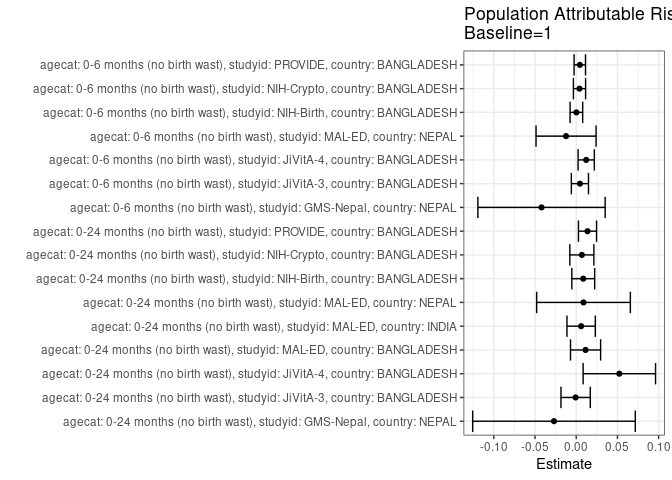 Population Attributable Ris
Baseline=1
agecat: 0-6 months (no birth wast), studyid: PROVIDE, country: BANGLADESH
agecat: 0-6 months (no birth wast), studyid: NIH-Crypto, country: BANGLADESH
agecat: 0-6 months (no birth wast), studyid: NIH-Birth, country: BANGLADESH
agecat: 0-6 months (no birth wast), studyid: MAL-ED, country: NEPAL
agecat: 0-6 months (no birth wast), studyid: JiVitA-4, country: BANGLADESH
agecat: 0-6 months (no birth wast), studyid: JiVitA-3, country: BANGLADESH
agecat: 0-6 months (no birth wast), studyid: GMS-Nepal, country: NEPAL
agecat: 0-24 months (no birth wast), studyid: PROVIDE, country: BANGLADESH
agecat: 0-24 months (no birth wast), studyid: NIH-Crypto, country: BANGLADESH
agecat: 0-24 months (no birth wast), studyid: NIH-Birth, country: BANGLADESH
agecat: 0-24 months (no birth wast), studyid: MAL-ED, country: NEPAL
agecat: 0-24 months (no birth wast), studyid: MAL-ED, country: INDIA
agecat: 0-24 months (no birth wast), studyid: MAL-ED, country: BANGLADESH
agecat: 0-24 months (no birth wast), studyid: JiVitA-4, country: BANGLADESH
agecat: 0-24 months (no birth wast), studyid: JiVitA-3, country: BANGLADESH
agecat: 0-24 months (no birth wast), studyid: GMS-Nepal, country: NEPAL
-0.10 -0.05 0.00 0.05 0.10
Estimate